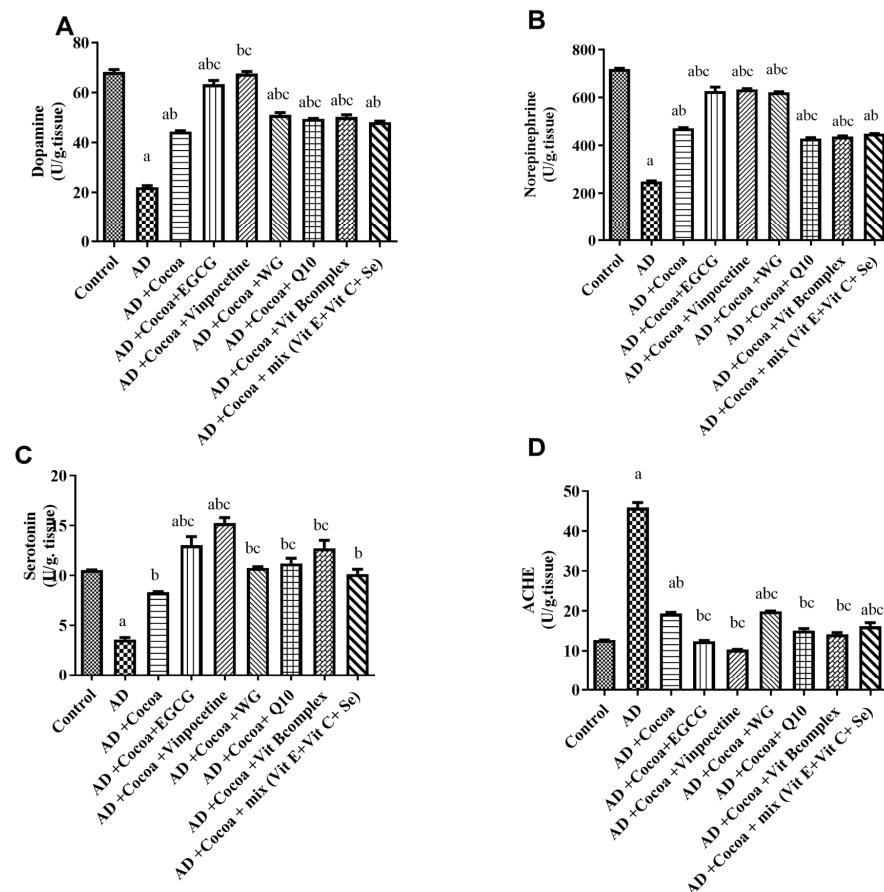 A
Dopamine
(U/g.tissue)
80
60
40
20
0
a
ab
abc
bc
abc
abc
abc
ab
Control
AD
AD +Cocoa
AD +Cocoa+EGCG
AD +Cocoa +Vinpocetine
AD +Cocoa +WG
AD +Cocoa+ Q10
AD +Cocoa +Vit Bcomplex
AD +Cocoa + mix (Vit E+Vit C+ Se)
B
Norepinephrine
(U/g.tissue)
800
600
400
200
0
a
ab
abc
abc
abc
abc
abc
ab
Control
AD
AD +Cocoa
AD +Cocoa+EGCG
AD +Cocoa +Vinpocetine
AD +Cocoa +WG
AD +Cocoa+ Q10
AD +Cocoa +Vit Bcomplex
AD +Cocoa + mix (Vit E+Vit C+ Se)
C
Serotonin
(U/g. tissue)
20
15
10
5
0
a
b
abc
abc
bc
bc
bc
b
Control
AD
AD +Cocoa
AD +Cocoa+EGCG
AD +Cocoa +Vinpocetine
AD +Cocoa +WG
AD +Cocoa+ Q10
AD +Cocoa +Vit Bcomplex
AD +Cocoa + mix (Vit E+Vit C+ Se)
D
ACHE
(U/g.tissue)
50
40
30
20
10
0
a
ab
bc
bc
abc
bc
bc
abc
Control
AD
AD +Cocoa
AD +Cocoa+EGCG
AD +Cocoa +Vinpocetine
AD +Cocoa +WG
AD +Cocoa+ Q10
AD +Cocoa +Vit Bcomplex
AD +Cocoa + mix (Vit E+Vit C+ Se)